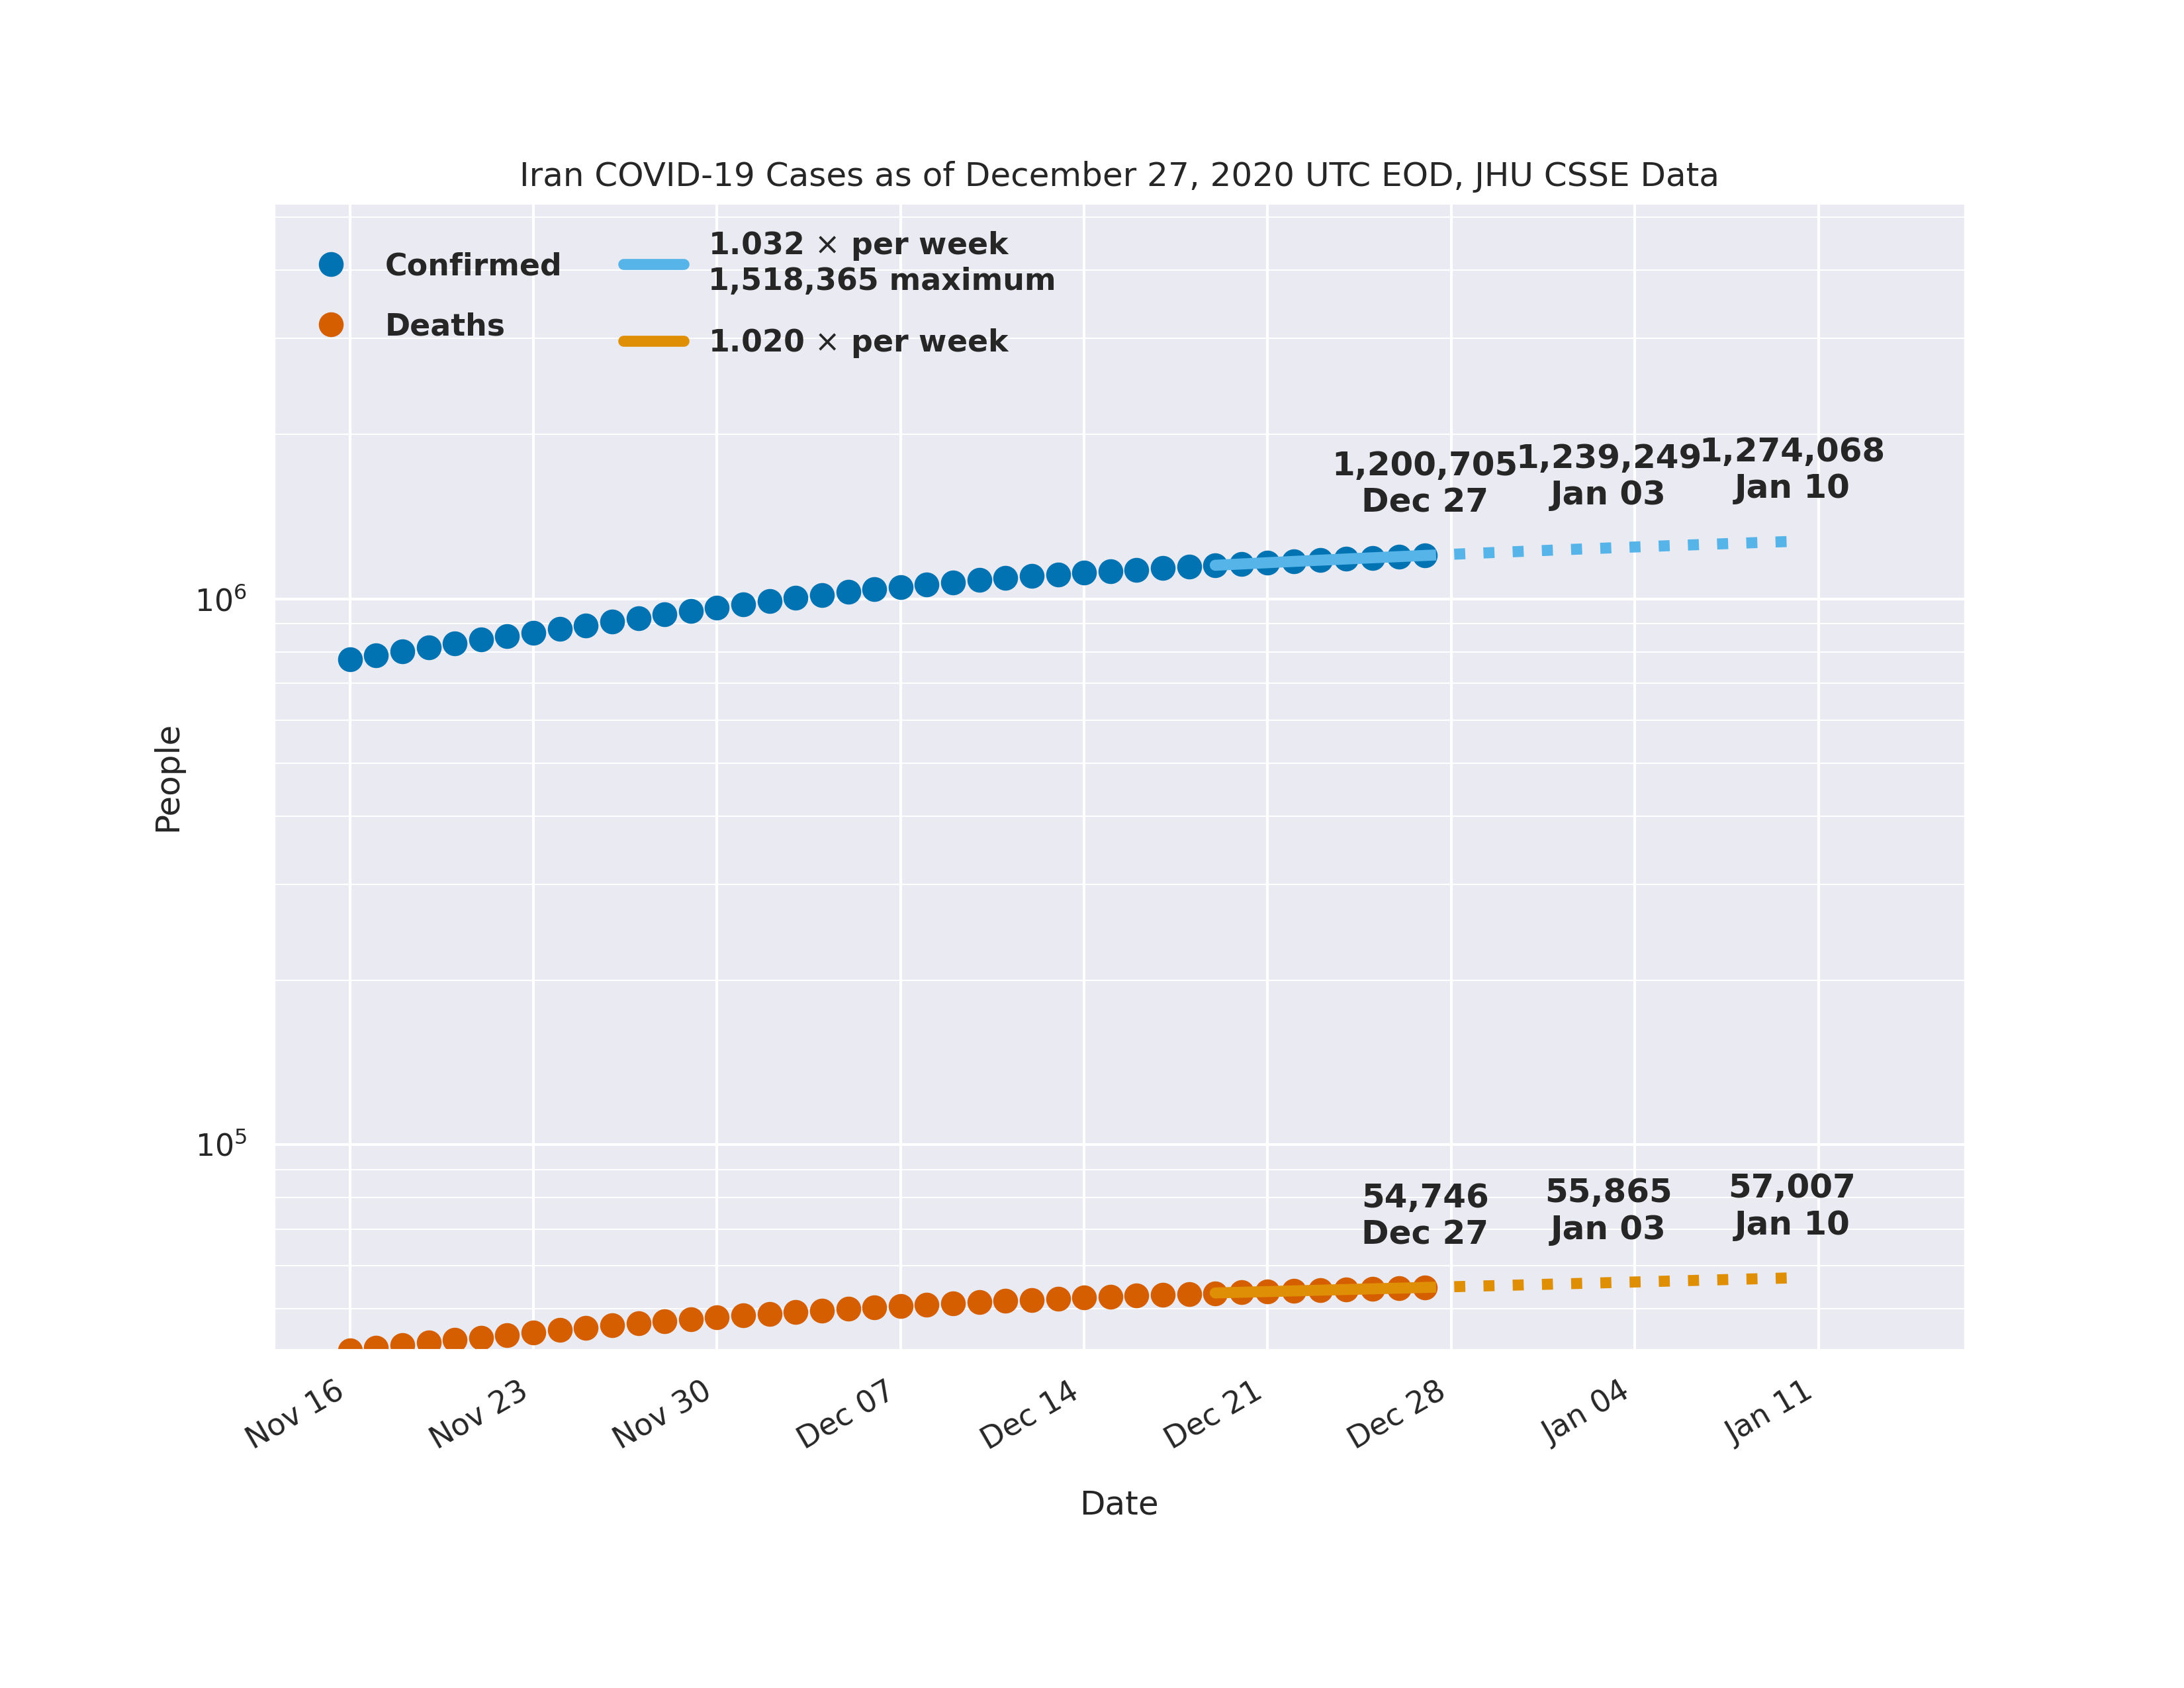 Iran COVID-19 Cases as of December 27, 2020 UTC EOD, JHU CSSE Data
Confirmed
Deaths
1.032 × per week
1,518,365 maximum
1.020 × per week
1,200,705
Dec 27
1,239,249
Jan 03
1,274,068
Jan 10
10⁶
People
10⁵
54,746
Dec 27
55,865
Jan 03
57,007
Jan 10
Nov 16
Nov 23
Nov 30
Dec 07
Dec 14
Dec 21
Dec 28
Jan 04
Jan 11
Date